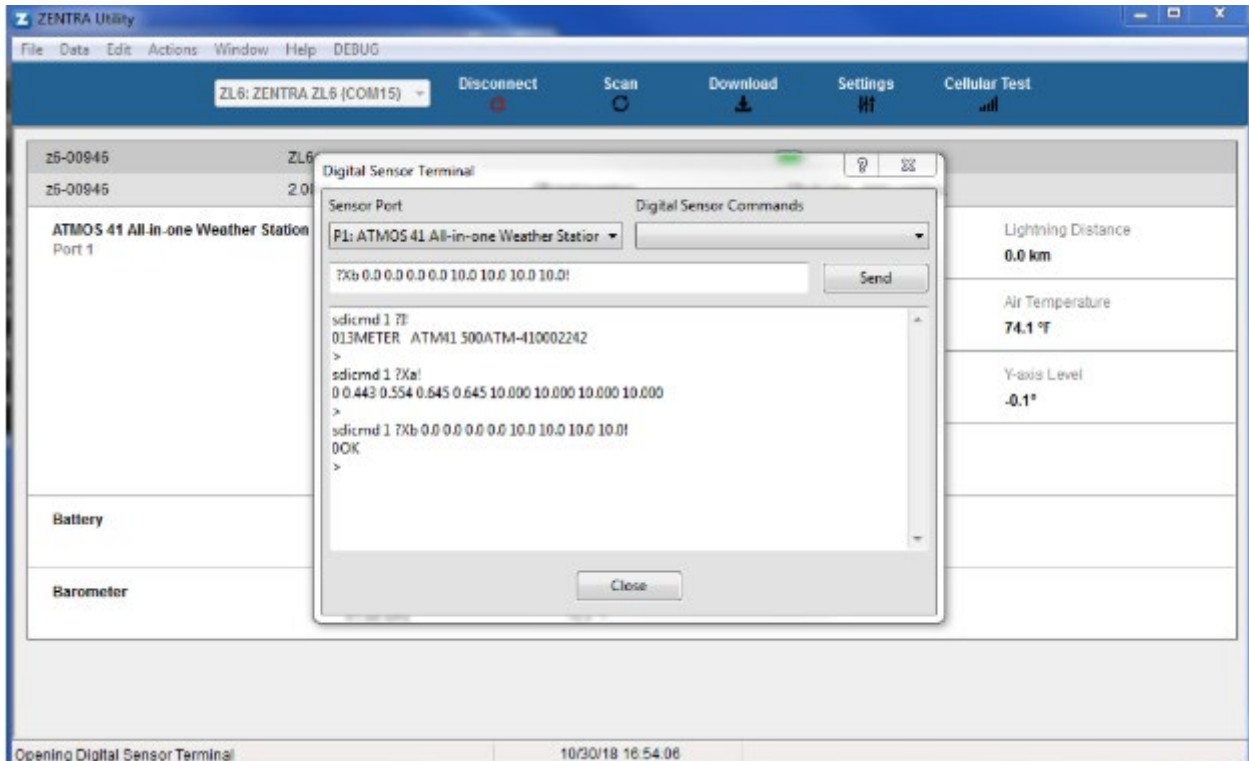 ZENTRA Utility
File Data Edit Actions Window Help DEBUG
ZL6: ZENTRA ZL6 (COM15) Disconnect Scan Download Settings Cellular Test
z6-00945 ZL6
z6-00945 2.0
Digital Sensor Terminal
Sensor Port Digital Sensor Commands
P1: ATMOS 41 All-in-one Weather Station
?Xb 0.0 0.0 0.0 0.0 10.0 10.0 10.0 10.0! Send
sdicmd 1 ?I!
013METER ATM41 500ATM-410002242
>
sdicmd 1 ?Xa!
0 0.443 0.554 0.645 0.645 10.000 10.000 10.000 10.000
>
sdicmd 1 ?Xb 0.0 0.0 0.0 0.0 10.0 10.0 10.0 10.0!
0OK
>
Close
ATMOS 41 All-in-one Weather Station
Port 1
Lightning Distance
0.0 km
Air Temperature
74.1 °F
Y-axis Level
-0.1°
Battery
Barometer
Opening Digital Sensor Terminal 10/30/18 16:54:06